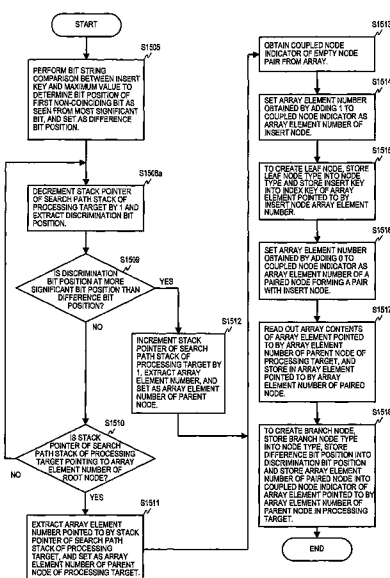 START
S1505
PERFORM BIT STRING
COMPARISON BETWEEN INSERT
KEY AND MAXIMUM VALUE TO
DETERMINE BIT POSITION OF
FIRST NON-COINCIDING BIT AS
SEEN FROM MOST SIGNIFICANT
BIT, AND SET AS DIFFERENCE
BIT POSITION.
S1508a
DECREMENT STACK POINTER
OF SEARCH PATH STACK OF
PROCESSING TARGET BY 1 AND
EXTRACT DISCRIMINATION BIT
POSITION.
S1509
IS DISCRIMINATION
BIT POSITION AT MORE
SIGNIFICANT BIT POSITION THAN
DIFFERENCE BIT
POSITION?
YES
NO
S1512
INCREMENT STACK
POINTER OF SEARCH
PATH STACK OF
PROCESSING TARGET BY
1, EXTRACT ARRAY
ELEMENT NUMBER, AND
SET AS ARRAY ELEMENT
NUMBER OF PARENT
NODE.
S1510
IS STACK
POINTER OF SEARCH
PATH STACK OF PROCESSING
TARGET POINTING TO ARRAY
ELEMENT NUMBER OF
ROOT NODE?
NO
YES
S1511
EXTRACT ARRAY ELEMENT
NUMBER POINTED TO BY STACK
POINTER OF SEARCH PATH
STACK OF PROCESSING
TARGET, AND SET AS ARRAY
ELEMENT NUMBER OF PARENT
NODE OF PROCESSING TARGET.
S1513
OBTAIN COUPLED NODE
INDICATOR OF EMPTY NODE
PAIR FROM ARRAY.
S1514
SET ARRAY ELEMENT NUMBER
OBTAINED BY ADDING 1 TO
COUPLED NODE INDICATOR AS
ARRAY ELEMENT NUMBER OF
INSERT NODE.
S1515
TO CREATE LEAF NODE, STORE
LEAF NODE TYPE INTO NODE
TYPE AND STORE INSERT KEY
INTO INDEX KEY OF ARRAY
ELEMENT POINTED TO BY
INSERT NODE ARRAY ELEMENT
NUMBER.
S1516
SET ARRAY ELEMENT NUMBER
OBTAINED BY ADDING 0 TO
COUPLED NODE INDICATOR AS
ARRAY ELEMENT NUMBER OF A
PAIRED NODE FORMING A PAIR
WITH INSERT NODE.
S1517
READ OUT ARRAY CONTENTS
OF ARRAY ELEMENT POINTED
TO BY ARRAY ELEMENT
NUMBER OF PARENT NODE OF
PROCESSING TARGET, AND
STORE IN ARRAY ELEMENT
POINTED TO BY ARRAY
ELEMENT NUMBER OF PAIRED
NODE.
S1518
TO CREATE BRANCH NODE,
STORE BRANCH NODE TYPE
INTO NODE TYPE, STORE
DIFFERENCE BIT POSITION INTO
DISCRIMINATION BIT POSITION
AND STORE ARRAY ELEMENT
NUMBER OF PAIRED NODE INTO
COUPLED NODE INDICATOR OF
ARRAY ELEMENT POINTED TO BY
ARRAY ELEMENT NUMBER OF
PARENT NODE IN PROCESSING
TARGET.
END